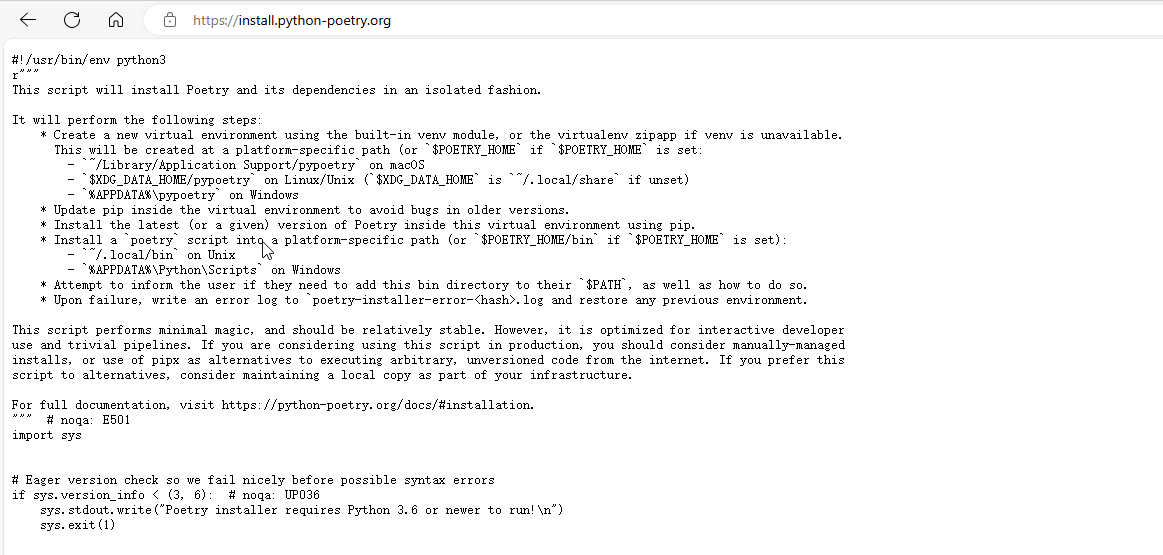 https://install.python-poetry.org
#!/usr/bin/env python3
r"""
This script will install Poetry and its dependencies in an isolated fashion.
It will perform the following steps:
* Create a new virtual environment using the built-in venv module, or the virtualenv zipapp if venv is unavailable.
This will be created at a platform-specific path (or `$POETRY_HOME` if `$POETRY_HOME` is set:
- `~/Library/Application Support/pypoetry` on macOS
- `$XDG_DATA_HOME/pypoetry` on Linux/Unix (`$XDG_DATA_HOME` is `~/.local/share` if unset)
- `%APPDATA%\pypoetry` on Windows
* Update pip inside the virtual environment to avoid bugs in older versions.
* Install the latest (or a given) version of Poetry inside this virtual environment using pip.
* Install a `poetry` script into a platform-specific path (or `$POETRY_HOME/bin` if `$POETRY_HOME` is set):
- `~/.local/bin` on Unix
- `%APPDATA%\Python\Scripts` on Windows
* Attempt to inform the user if they need to add this bin directory to their `$PATH`, as well as how to do so.
* Upon failure, write an error log to `poetry-installer-error-<hash>.log and restore any previous environment.
This script performs minimal magic, and should be relatively stable. However, it is optimized for interactive developer
use and trivial pipelines. If you are considering using this script in production, you should consider manually-managed
installs, or use of pipx as alternatives to executing arbitrary, unversioned code from the internet. If you prefer this
script to alternatives, consider maintaining a local copy as part of your infrastructure.
For full documentation, visit https://python-poetry.org/docs/#installation.
"""  # noqa: E501
import sys
# Eager version check so we fail nicely before possible syntax errors
if sys.version_info < (3, 6):  # noqa: UP036
sys.stdout.write("Poetry installer requires Python 3.6 or newer to run!\n")
sys.exit(1)